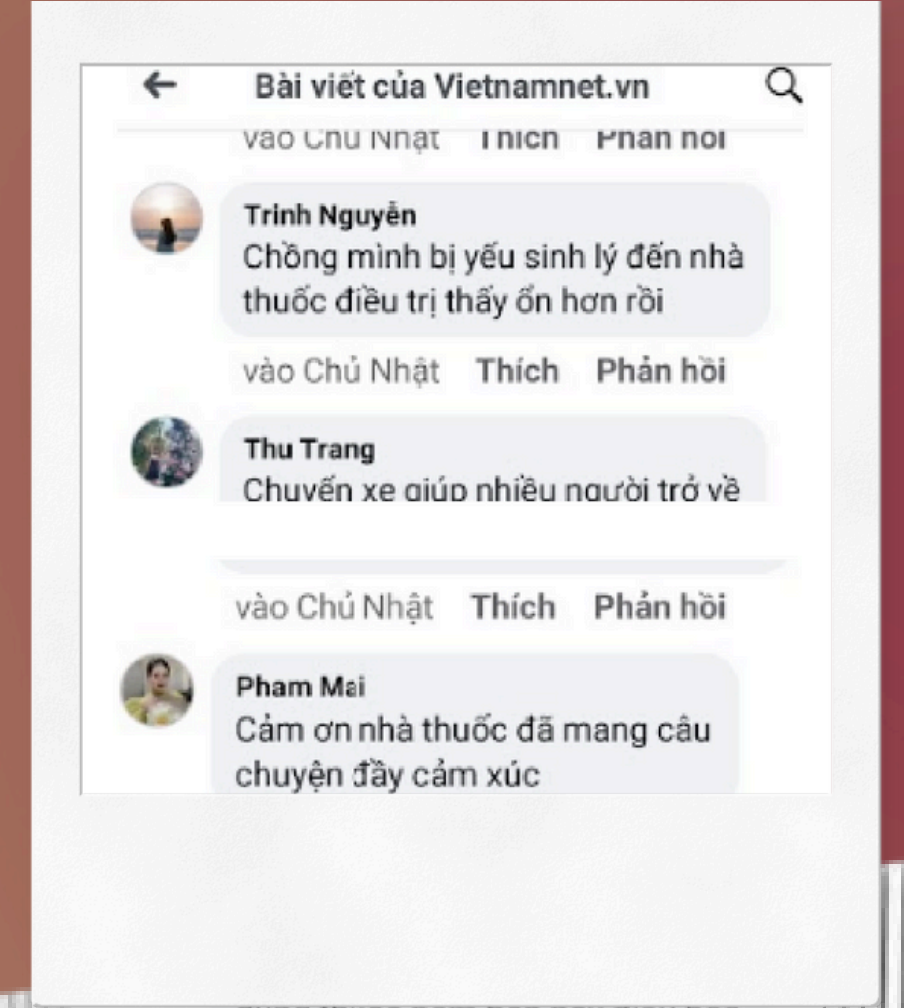 Bài viết của Vietnamnet.vn
vào Chủ Nhật Thích Phản hồi
Trinh Nguyễn
Chồng mình bị yếu sinh lý đến nhà
thuốc điều trị thấy ổn hơn rồi
vào Chủ Nhật Thích Phản hồi
Thu Trang
Chuyến xe giúp nhiều người trở về
vào Chủ Nhật Thích Phản hồi
Pham Mai
Cảm ơn nhà thuốc đã mang câu
chuyện đầy cảm xúc